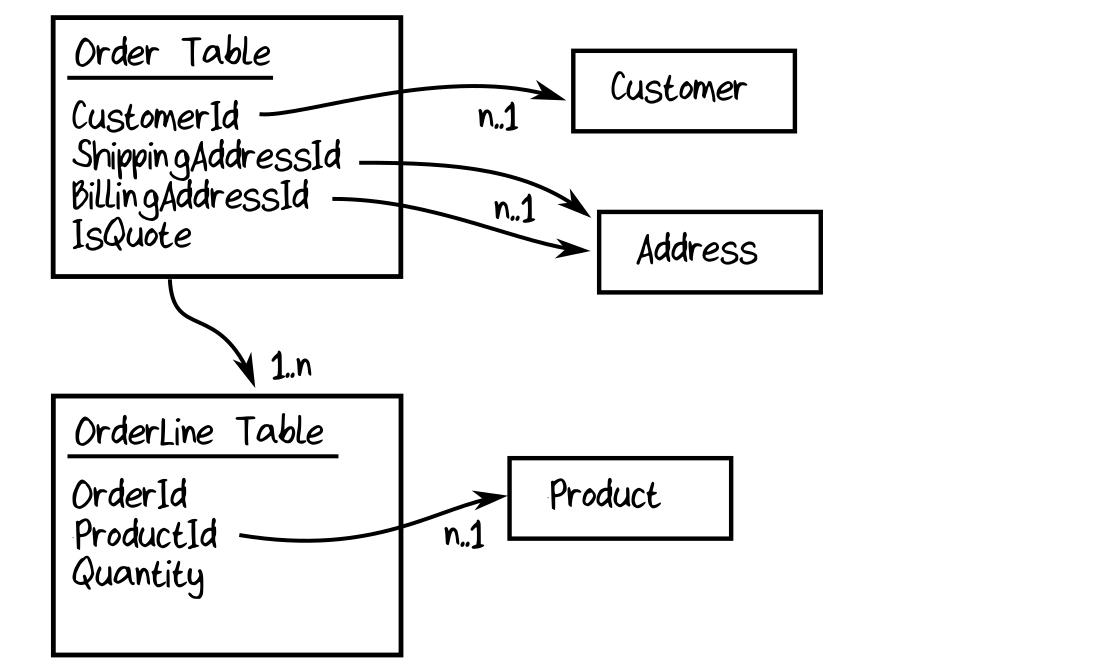 Order Table
CustomerId
ShippingAddressId
BillingAddressId
IsQuote
n..1
Customer
n..1
Address
1..n
OrderLine Table
OrderId
ProductId
Quantity
n..1
Product